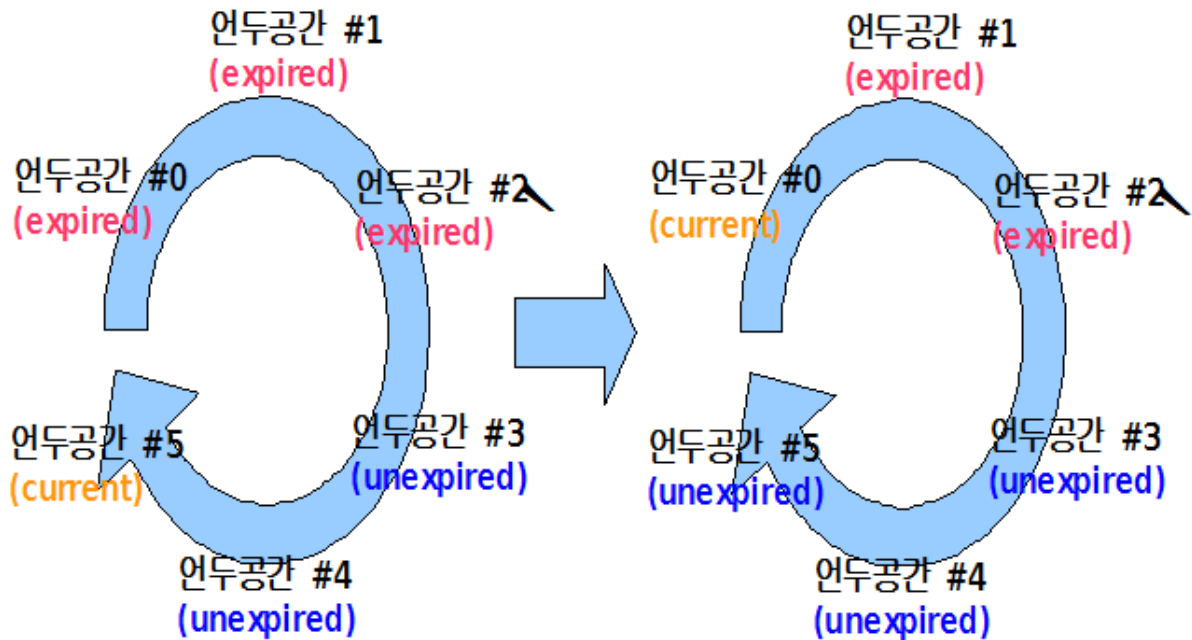 언두공간 #1
(expired)
언두공간 #0
(expired)
언두공간 #2
(expired)
언두공간 #5
(current)
언두공간 #3
(unexpired)
언두공간 #4
(unexpired)
언두공간 #1
(expired)
언두공간 #0
(current)
언두공간 #2
(expired)
언두공간 #5
(unexpired)
언두공간 #3
(unexpired)
언두공간 #4
(unexpired)